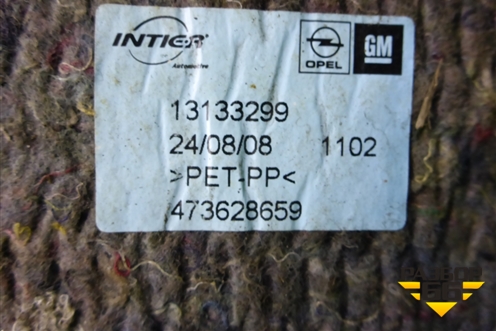 INTIER
Automotive
OPEL
GM
13133299
24/08/08 1102
>PET-PP<
473628659